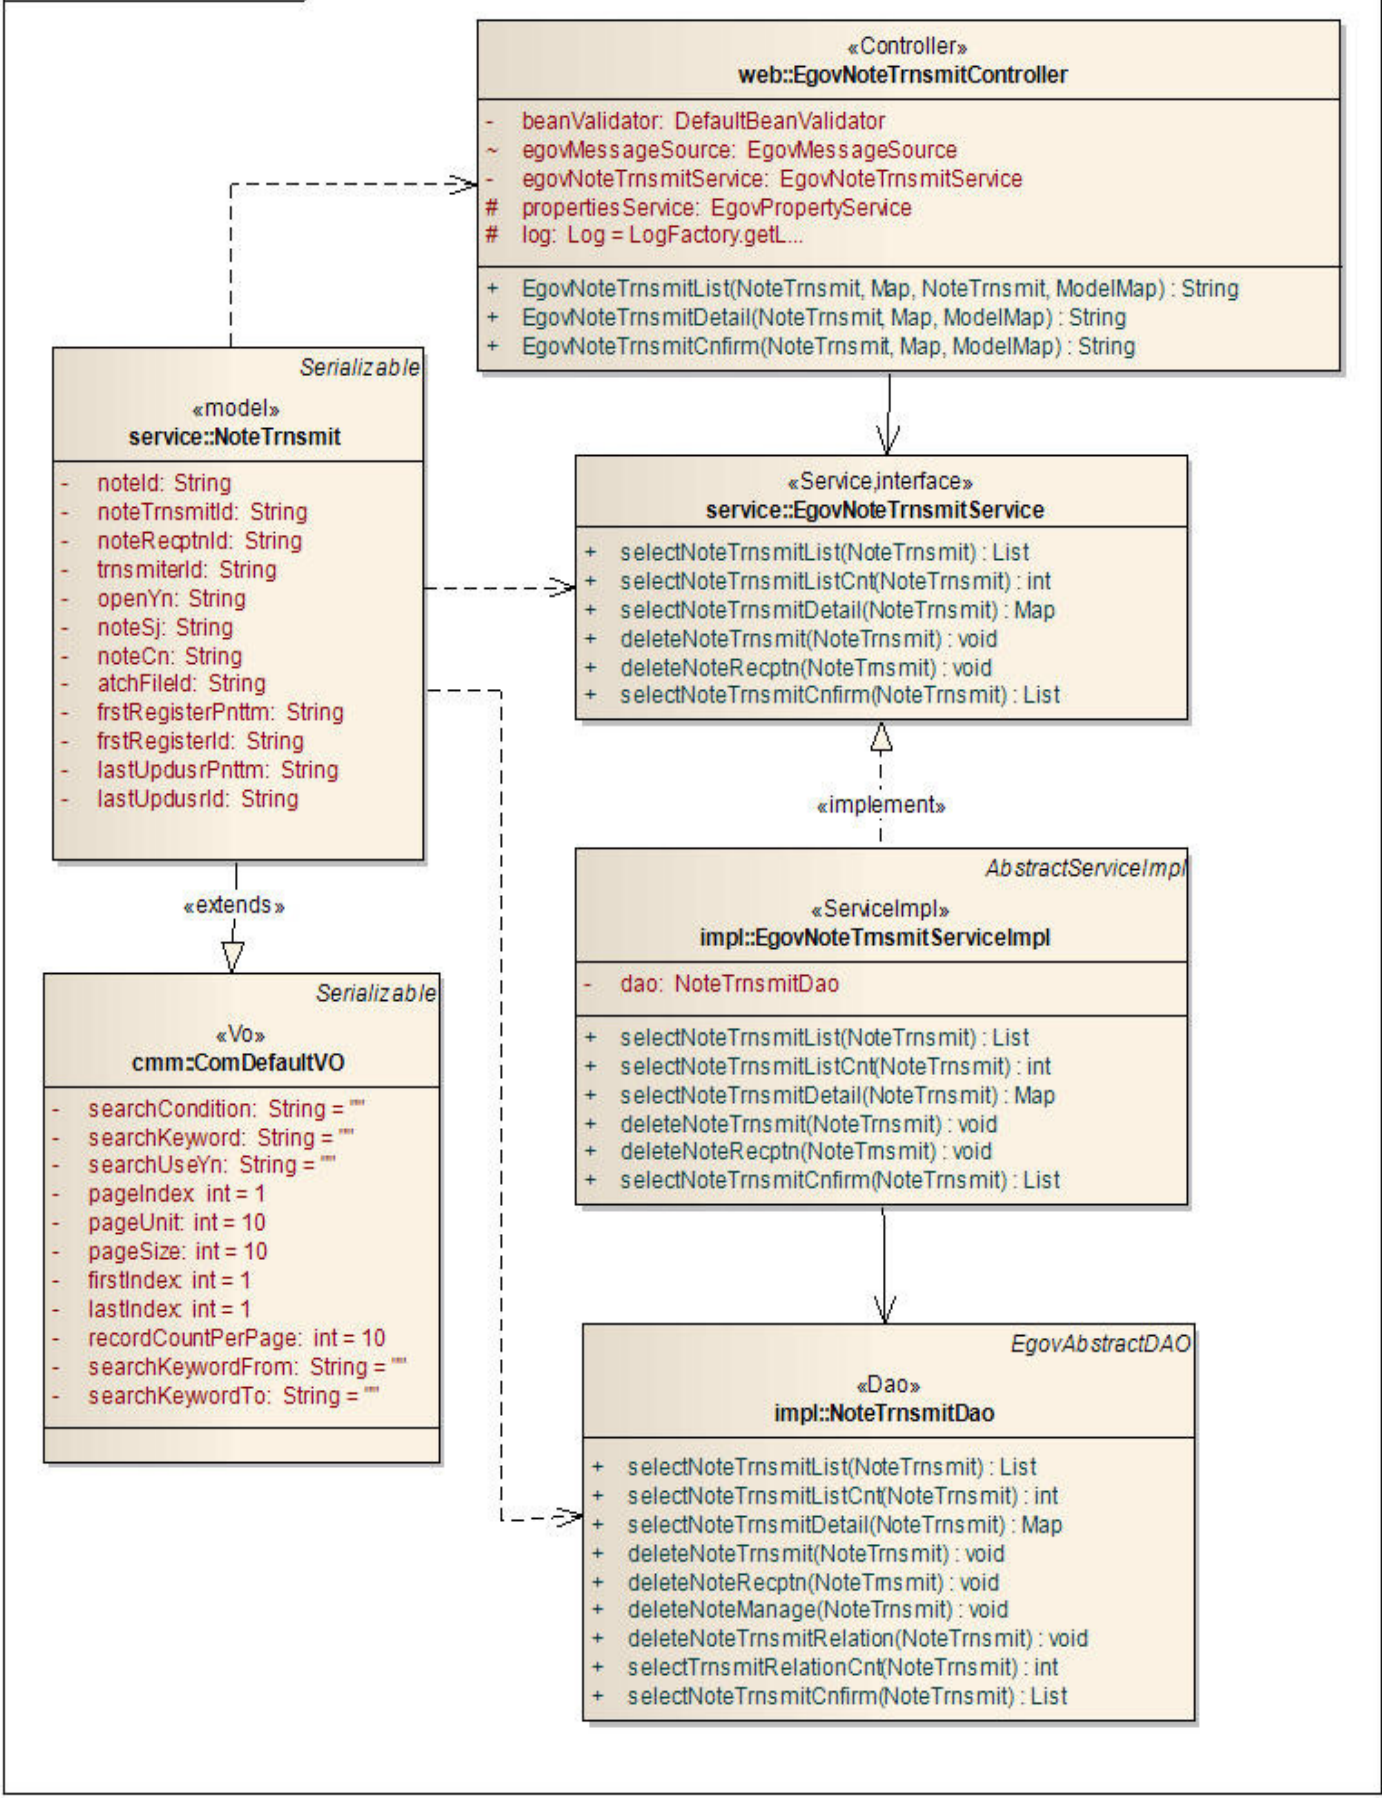 «Controller»
web::EgovNoteTrnsmitController
- beanValidator: DefaultBeanValidator
~ egovMessageSource: EgovMessageSource
- egovNoteTrnsmitService: EgovNoteTrnsmitService
# propertiesService: EgovPropertyService
# log: Log = LogFactory.getL...
+ EgovNoteTrnsmitList(NoteTrnsmit, Map, NoteTrnsmit, ModelMap) : String
+ EgovNoteTrnsmitDetail(NoteTrnsmit, Map, ModelMap) : String
+ EgovNoteTrnsmitCnfirm(NoteTrnsmit, Map, ModelMap) : String
Serializable
«model»
service::NoteTrnsmit
- noteId: String
- noteTrnsmitId: String
- noteRecptnId: String
- trnsmiterId: String
- openYn: String
- noteSj: String
- noteCn: String
- atchFileId: String
- frstRegisterPnttm: String
- frstRegisterId: String
- lastUpdusrPnttm: String
- lastUpdusrId: String
«Service,interface»
service::EgovNoteTrnsmitService
+ selectNoteTrnsmitList(NoteTrnsmit) : List
+ selectNoteTrnsmitListCnt(NoteTrnsmit) : int
+ selectNoteTrnsmitDetail(NoteTrnsmit) : Map
+ deleteNoteTrnsmit(NoteTrnsmit) : void
+ deleteNoteRecptn(NoteTrnsmit) : void
+ selectNoteTrnsmitCnfirm(NoteTrnsmit) : List
«implement»
«extends»
AbstractServiceImpl
«ServiceImpl»
impl::EgovNoteTrnsmitServiceImpl
- dao: NoteTrnsmitDao
+ selectNoteTrnsmitList(NoteTrnsmit) : List
+ selectNoteTrnsmitListCnt(NoteTrnsmit) : int
+ selectNoteTrnsmitDetail(NoteTrnsmit) : Map
+ deleteNoteTrnsmit(NoteTrnsmit) : void
+ deleteNoteRecptn(NoteTrnsmit) : void
+ selectNoteTrnsmitCnfirm(NoteTrnsmit) : List
Serializable
«Vo»
cmm::ComDefaultVO
- searchCondition: String = ""
- searchKeyword: String = ""
- searchUseYn: String = ""
- pageIndex: int = 1
- pageUnit: int = 10
- pageSize: int = 10
- firstIndex: int = 1
- lastIndex: int = 1
- recordCountPerPage: int = 10
- searchKeywordFrom: String = ""
- searchKeywordTo: String = ""
EgovAbstractDAO
«Dao»
impl::NoteTrnsmitDao
+ selectNoteTrnsmitList(NoteTrnsmit) : List
+ selectNoteTrnsmitListCnt(NoteTrnsmit) : int
+ selectNoteTrnsmitDetail(NoteTrnsmit) : Map
+ deleteNoteTrnsmit(NoteTrnsmit) : void
+ deleteNoteRecptn(NoteTrnsmit) : void
+ deleteNoteManage(NoteTrnsmit) : void
+ deleteNoteTrnsmitRelation(NoteTrnsmit) : void
+ selectTrnsmitRelationCnt(NoteTrnsmit) : int
+ selectNoteTrnsmitCnfirm(NoteTrnsmit) : List